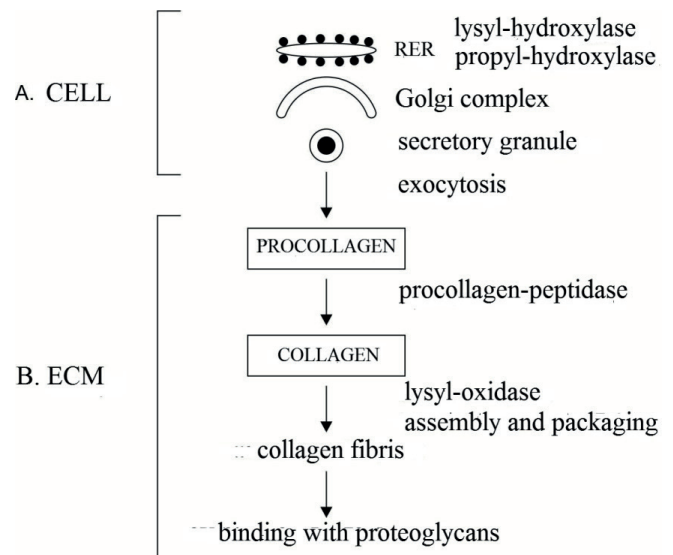 lysyl-hydroxylase
RER propyl-hydroxylase
A. CELL
Golgi complex
secretory granule
exocytosis
PROCOLLAGEN
procollagen-peptidase
COLLAGEN
B. ECM
lysyl-oxidase
assembly and packaging
collagen fibris
binding with proteoglycans